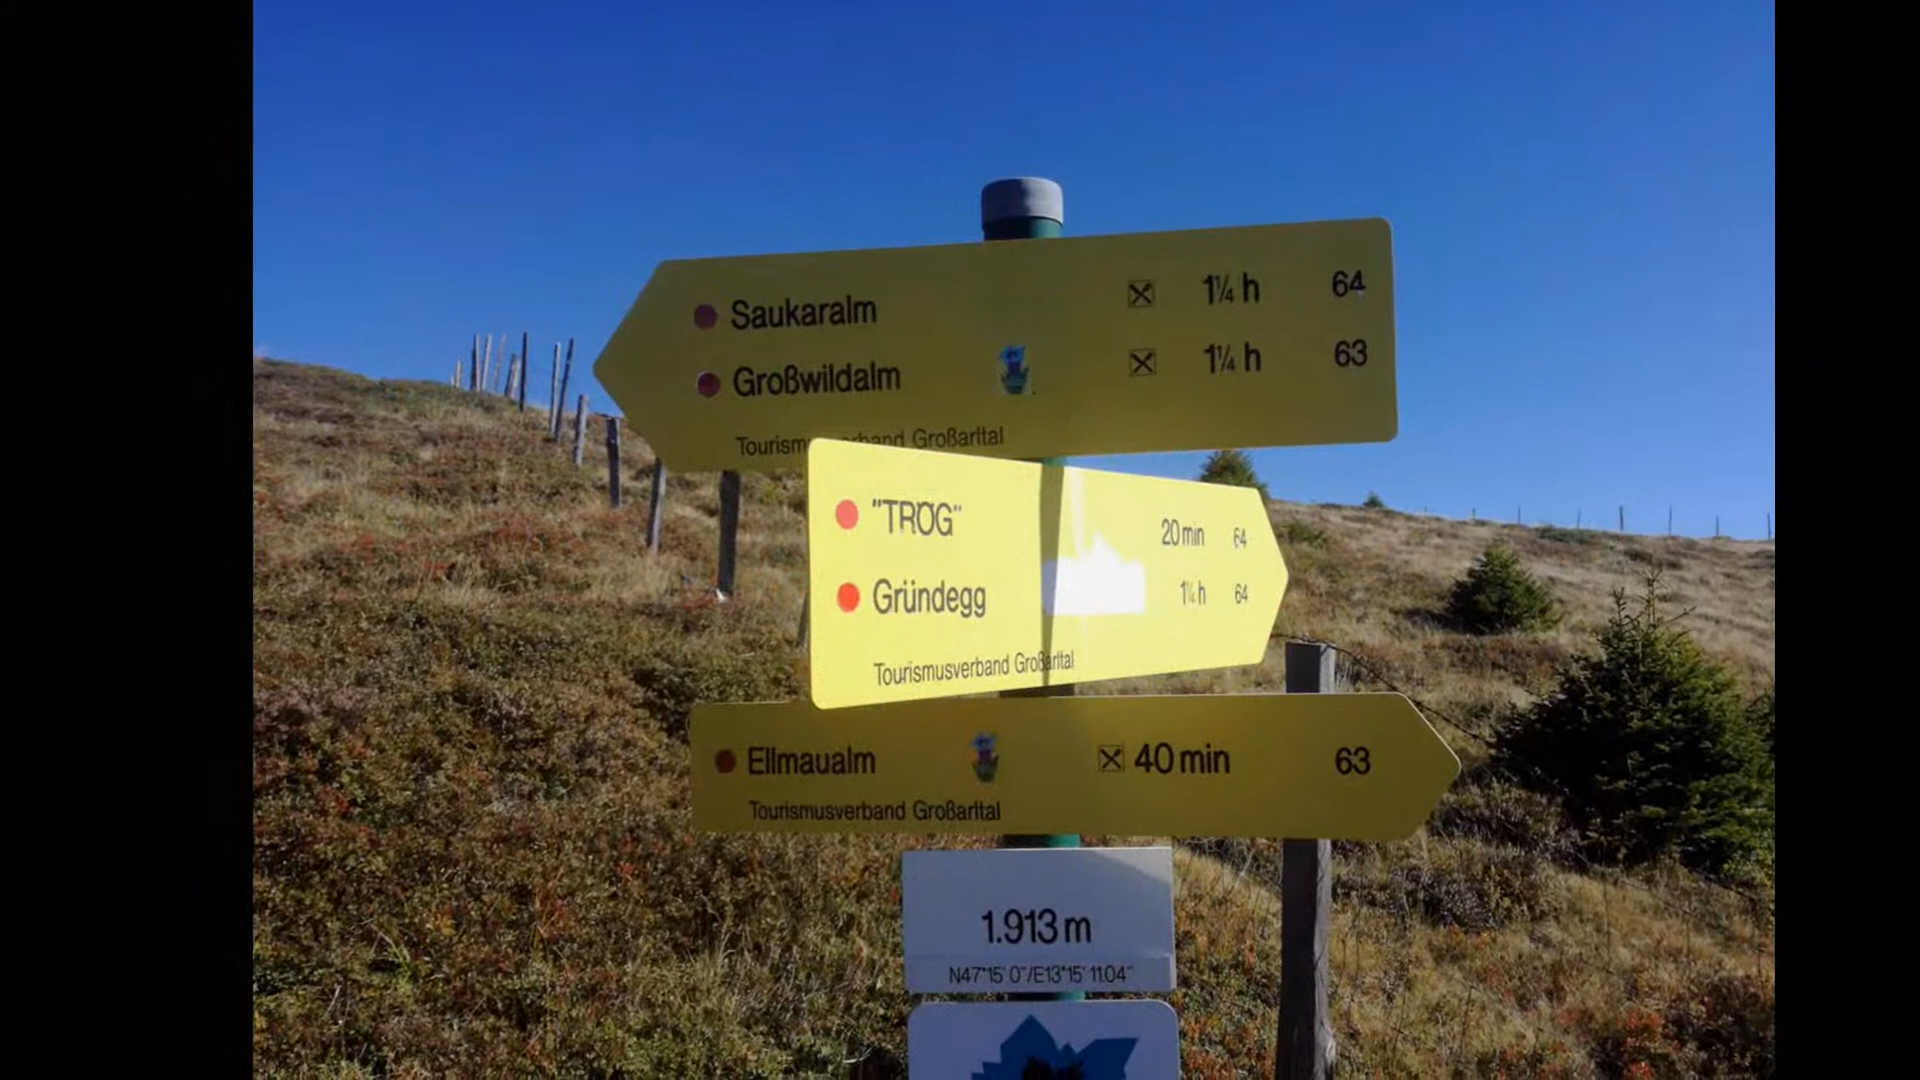 Saukaralm 1¼ h 64
Großwildalm 1¼ h 63
Tourismusverband Großarltal
"TRÖG" 20 min 64
Gründegg 1¼ h 64
Tourismusverband Großarltal
Ellmaualm 40 min 63
Tourismusverband Großarltal
1.913 m
N47°15' 0"/E13°15' 11.04"